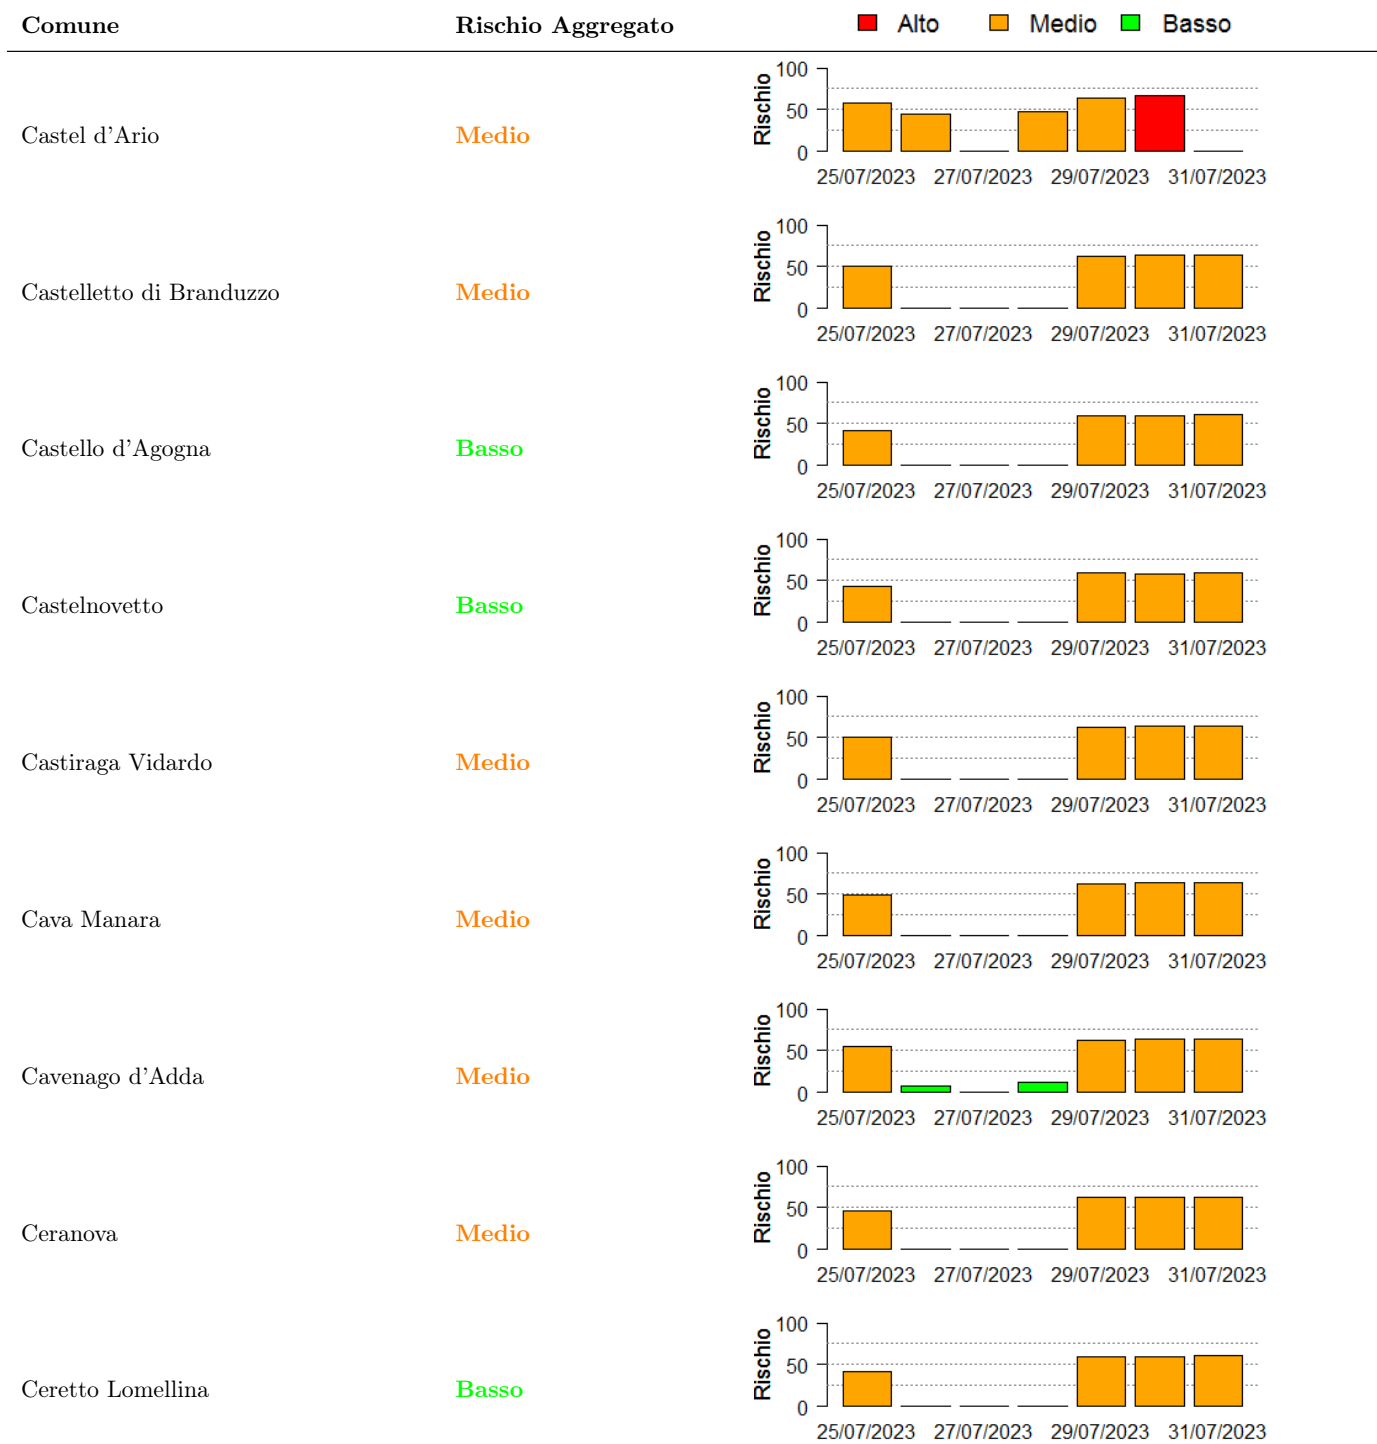 Comune Rischio Aggregato Alto Medio Basso
100
50
0
Rischio
Castel d'Ario Medio
25/07/2023 27/07/2023 29/07/2023 31/07/2023
100
50
0
Rischio
Castelletto di Branduzzo Medio
25/07/2023 27/07/2023 29/07/2023 31/07/2023
100
50
0
Rischio
Castello d'Agogna Basso
25/07/2023 27/07/2023 29/07/2023 31/07/2023
100
50
0
Rischio
Castelnovetto Basso
25/07/2023 27/07/2023 29/07/2023 31/07/2023
100
50
0
Rischio
Castiraga Vidardo Medio
25/07/2023 27/07/2023 29/07/2023 31/07/2023
100
50
0
Rischio
Cava Manara Medio
25/07/2023 27/07/2023 29/07/2023 31/07/2023
100
50
0
Rischio
Cavenago d'Adda Medio
25/07/2023 27/07/2023 29/07/2023 31/07/2023
100
50
0
Rischio
Ceranova Medio
25/07/2023 27/07/2023 29/07/2023 31/07/2023
100
50
0
Rischio
Ceretto Lomellina Basso
25/07/2023 27/07/2023 29/07/2023 31/07/2023